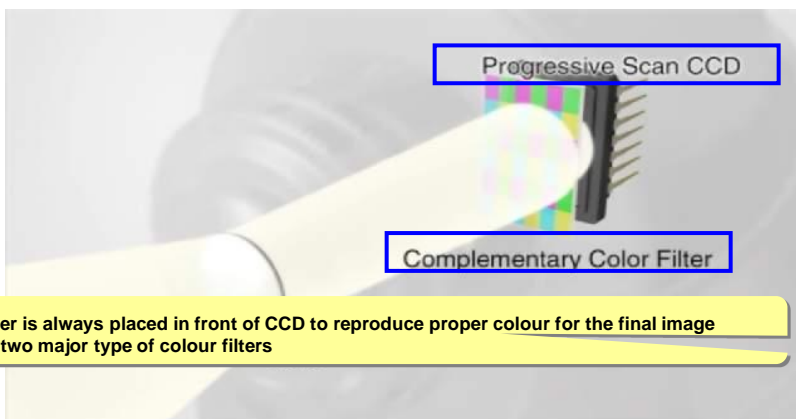 Progressive Scan CCD
Complementary Color Filter
is always placed in front of CCD to reproduce proper colour for the final image
two major type of colour filters